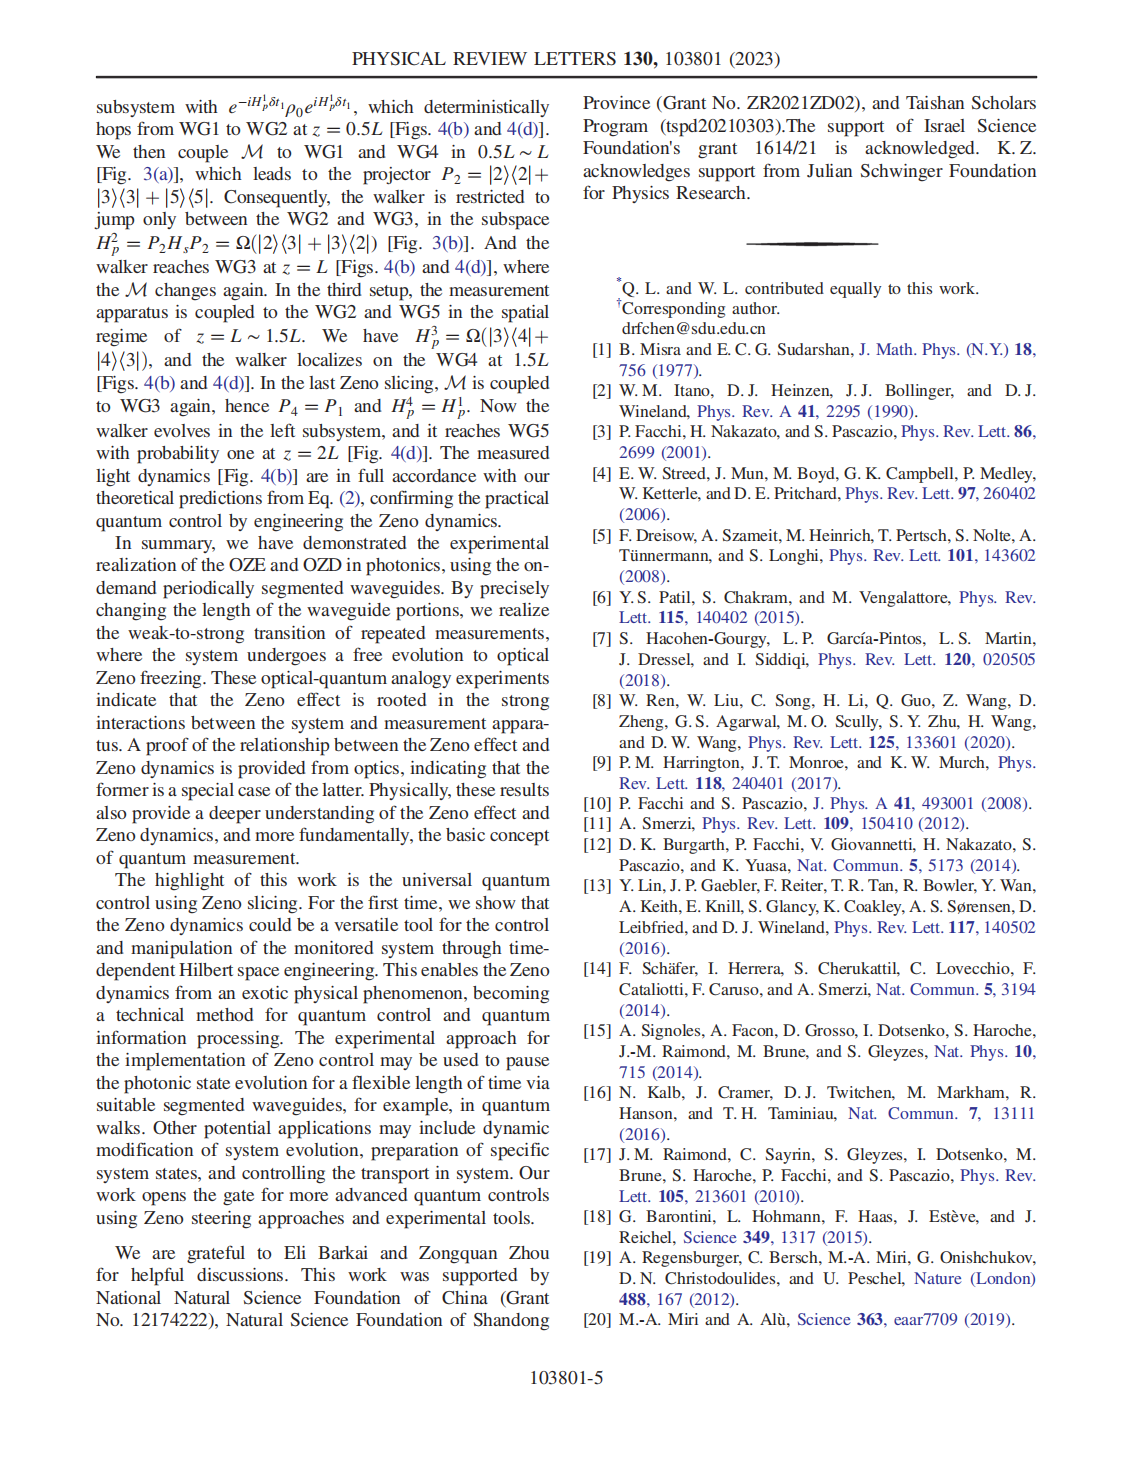 PHYSICAL REVIEW LETTERS 130, 103801 (2023)
subsystem with e^{−iH_p^1δt_1}ρ_0e^{iH_p^1δt_1}, which deterministically
hops from WG1 to WG2 at z = 0.5L [Figs. 4(b) and 4(d)].
We then couple ℳ to WG1 and WG4 in 0.5L ~ L
[Fig. 3(a)], which leads to the projector P_2 = |2⟩⟨2|+
|3⟩⟨3| + |5⟩⟨5|. Consequently, the walker is restricted to
jump only between the WG2 and WG3, in the subspace
H_p^2 = P_2H_sP_2 = Ω(|2⟩⟨3| + |3⟩⟨2|) [Fig. 3(b)]. And the
walker reaches WG3 at z = L [Figs. 4(b) and 4(d)], where
the ℳ changes again. In the third setup, the measurement
apparatus is coupled to the WG2 and WG5 in the spatial
regime of z = L ~ 1.5L. We have H_p^3 = Ω(|3⟩⟨4|+
|4⟩⟨3|), and the walker localizes on the WG4 at 1.5L
[Figs. 4(b) and 4(d)]. In the last Zeno slicing, ℳ is coupled
to WG3 again, hence P_4 = P_1 and H_p^4 = H_p^1. Now the
walker evolves in the left subsystem, and it reaches WG5
with probability one at z = 2L [Fig. 4(d)]. The measured
light dynamics [Fig. 4(b)] are in full accordance with our
theoretical predictions from Eq. (2), confirming the practical
quantum control by engineering the Zeno dynamics.
In summary, we have demonstrated the experimental
realization of the OZE and OZD in photonics, using the on-
demand periodically segmented waveguides. By precisely
changing the length of the waveguide portions, we realize
the weak-to-strong transition of repeated measurements,
where the system undergoes a free evolution to optical
Zeno freezing. These optical-quantum analogy experiments
indicate that the Zeno effect is rooted in the strong
interactions between the system and measurement appara-
tus. A proof of the relationship between the Zeno effect and
Zeno dynamics is provided from optics, indicating that the
former is a special case of the latter. Physically, these results
also provide a deeper understanding of the Zeno effect and
Zeno dynamics, and more fundamentally, the basic concept
of quantum measurement.
The highlight of this work is the universal quantum
control using Zeno slicing. For the first time, we show that
the Zeno dynamics could be a versatile tool for the control
and manipulation of the monitored system through time-
dependent Hilbert space engineering. This enables the Zeno
dynamics from an exotic physical phenomenon, becoming
a technical method for quantum control and quantum
information processing. The experimental approach for
the implementation of Zeno control may be used to pause
the photonic state evolution for a flexible length of time via
suitable segmented waveguides, for example, in quantum
walks. Other potential applications may include dynamic
modification of system evolution, preparation of specific
system states, and controlling the transport in system. Our
work opens the gate for more advanced quantum controls
using Zeno steering approaches and experimental tools.
We are grateful to Eli Barkai and Zongquan Zhou
for helpful discussions. This work was supported by
National Natural Science Foundation of China (Grant
No. 12174222), Natural Science Foundation of Shandong
Province (Grant No. ZR2021ZD02), and Taishan Scholars
Program (tspd20210303).The support of Israel Science
Foundation's grant 1614/21 is acknowledged. K. Z.
acknowledges support from Julian Schwinger Foundation
for Physics Research.
*Q. L. and W. L. contributed equally to this work.
†Corresponding author.
drfchen@sdu.edu.cn
[1] B. Misra and E. C. G. Sudarshan, J. Math. Phys. (N.Y.) 18,
756 (1977).
[2] W. M. Itano, D. J. Heinzen, J. J. Bollinger, and D. J.
Wineland, Phys. Rev. A 41, 2295 (1990).
[3] P. Facchi, H. Nakazato, and S. Pascazio, Phys. Rev. Lett. 86,
2699 (2001).
[4] E. W. Streed, J. Mun, M. Boyd, G. K. Campbell, P. Medley,
W. Ketterle, and D. E. Pritchard, Phys. Rev. Lett. 97, 260402
(2006).
[5] F. Dreisow, A. Szameit, M. Heinrich, T. Pertsch, S. Nolte, A.
Tünnermann, and S. Longhi, Phys. Rev. Lett. 101, 143602
(2008).
[6] Y. S. Patil, S. Chakram, and M. Vengalattore, Phys. Rev.
Lett. 115, 140402 (2015).
[7] S. Hacohen-Gourgy, L. P. García-Pintos, L. S. Martin,
J. Dressel, and I. Siddiqi, Phys. Rev. Lett. 120, 020505
(2018).
[8] W. Ren, W. Liu, C. Song, H. Li, Q. Guo, Z. Wang, D.
Zheng, G. S. Agarwal, M. O. Scully, S. Y. Zhu, H. Wang,
and D. W. Wang, Phys. Rev. Lett. 125, 133601 (2020).
[9] P. M. Harrington, J. T. Monroe, and K. W. Murch, Phys.
Rev. Lett. 118, 240401 (2017).
[10] P. Facchi and S. Pascazio, J. Phys. A 41, 493001 (2008).
[11] A. Smerzi, Phys. Rev. Lett. 109, 150410 (2012).
[12] D. K. Burgarth, P. Facchi, V. Giovannetti, H. Nakazato, S.
Pascazio, and K. Yuasa, Nat. Commun. 5, 5173 (2014).
[13] Y. Lin, J. P. Gaebler, F. Reiter, T. R. Tan, R. Bowler, Y. Wan,
A. Keith, E. Knill, S. Glancy, K. Coakley, A. S. Sørensen, D.
Leibfried, and D. J. Wineland, Phys. Rev. Lett. 117, 140502
(2016).
[14] F. Schäfer, I. Herrera, S. Cherukattil, C. Lovecchio, F.
Cataliotti, F. Caruso, and A. Smerzi, Nat. Commun. 5, 3194
(2014).
[15] A. Signoles, A. Facon, D. Grosso, I. Dotsenko, S. Haroche,
J.-M. Raimond, M. Brune, and S. Gleyzes, Nat. Phys. 10,
715 (2014).
[16] N. Kalb, J. Cramer, D. J. Twitchen, M. Markham, R.
Hanson, and T. H. Taminiau, Nat. Commun. 7, 13111
(2016).
[17] J. M. Raimond, C. Sayrin, S. Gleyzes, I. Dotsenko, M.
Brune, S. Haroche, P. Facchi, and S. Pascazio, Phys. Rev.
Lett. 105, 213601 (2010).
[18] G. Barontini, L. Hohmann, F. Haas, J. Estève, and J.
Reichel, Science 349, 1317 (2015).
[19] A. Regensburger, C. Bersch, M.-A. Miri, G. Onishchukov,
D. N. Christodoulides, and U. Peschel, Nature (London)
488, 167 (2012).
[20] M.-A. Miri and A. Alù, Science 363, eaar7709 (2019).
103801-5